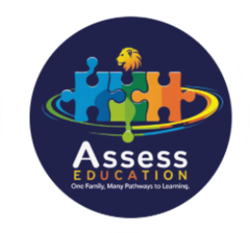 ASSESS
EDUCATION
One Family, Many Pathways to Learning.